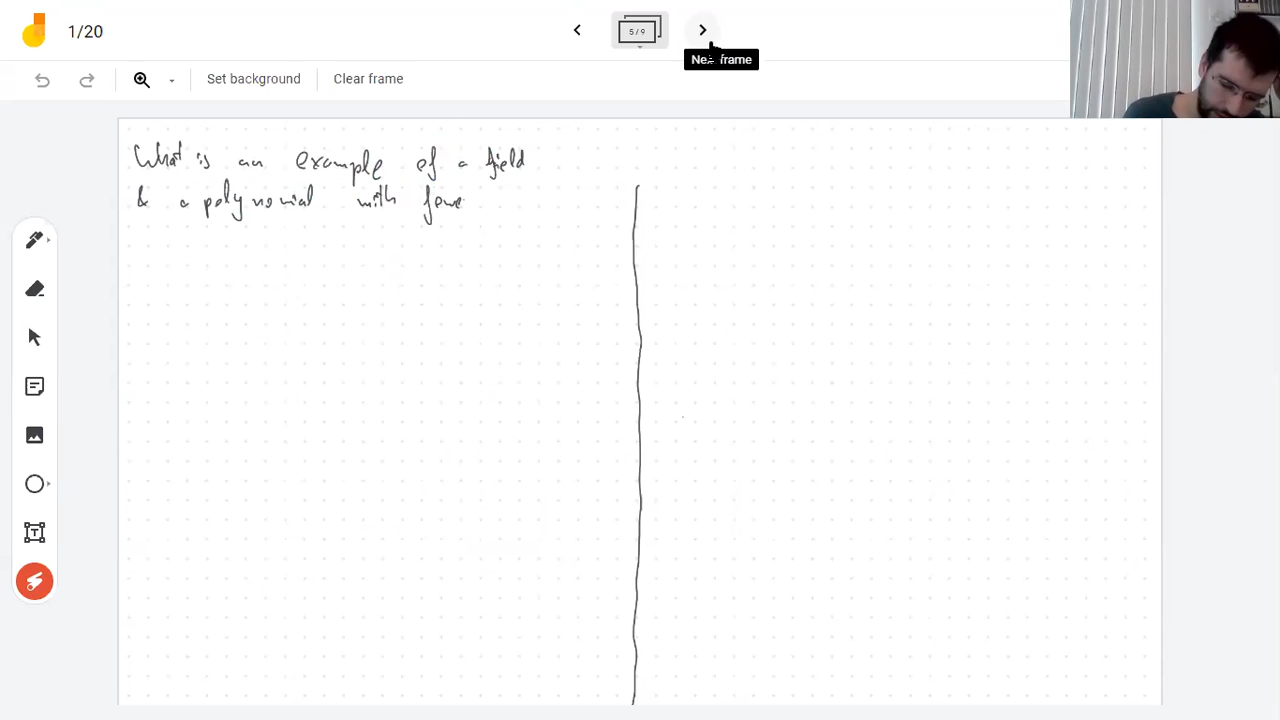 1/20
5 / 9
Next frame
Set background
Clear frame
What is an example of a field
& a polynomial with fewe
T